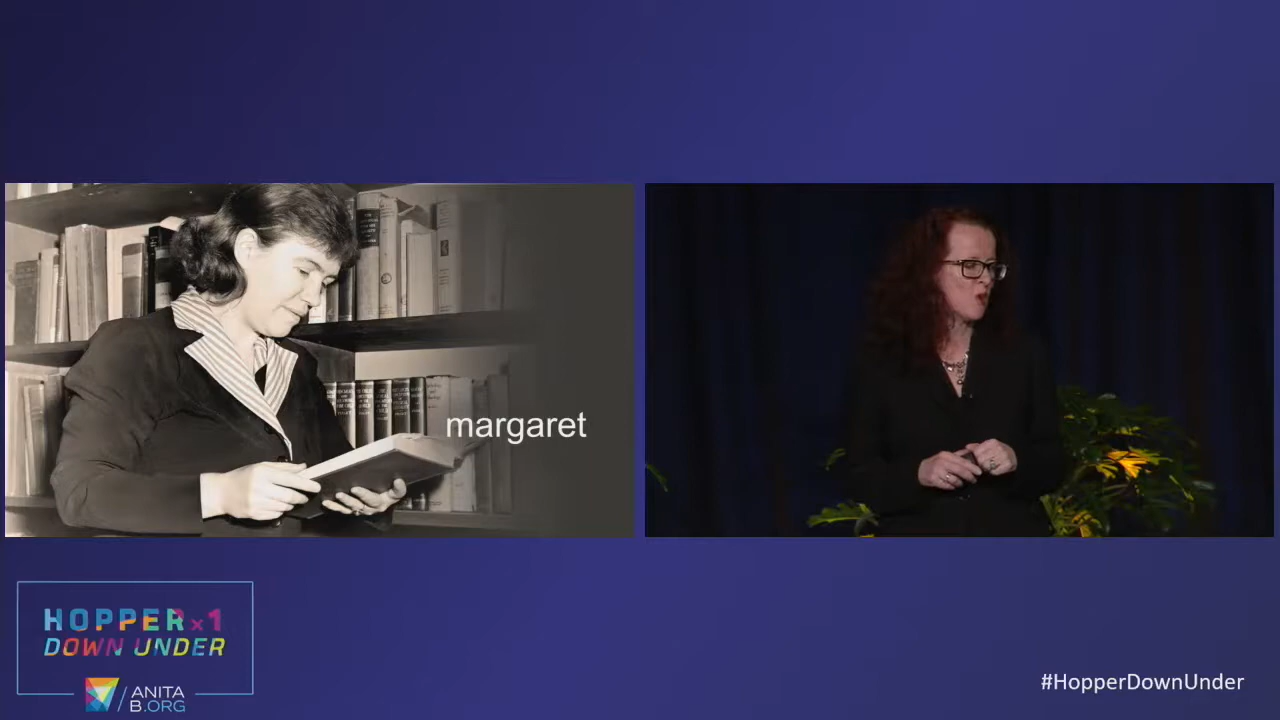 margaret
HOPPER x1
DOWN UNDER
ANITA
B.ORG
#HopperDownUnder